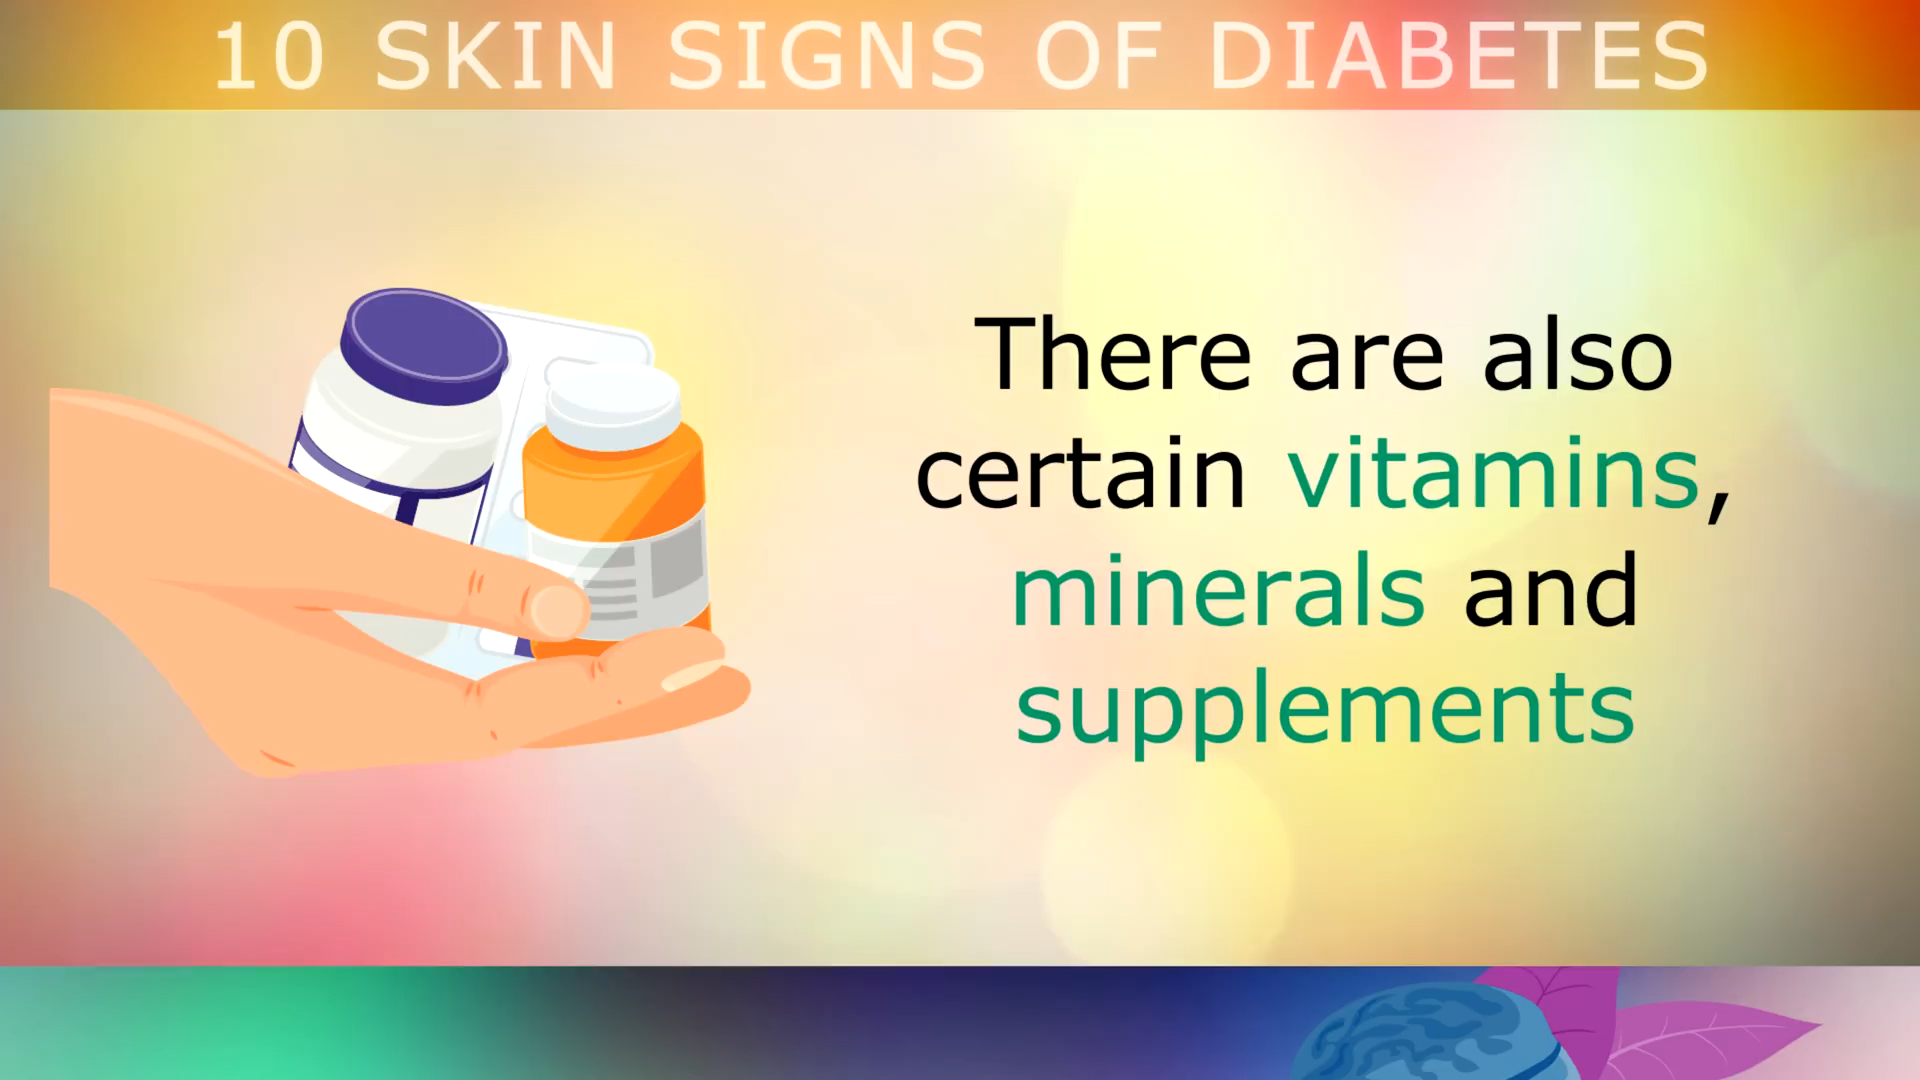 10 SKIN SIGNS OF DIABETES
There are also
certain vitamins,
minerals and
supplements